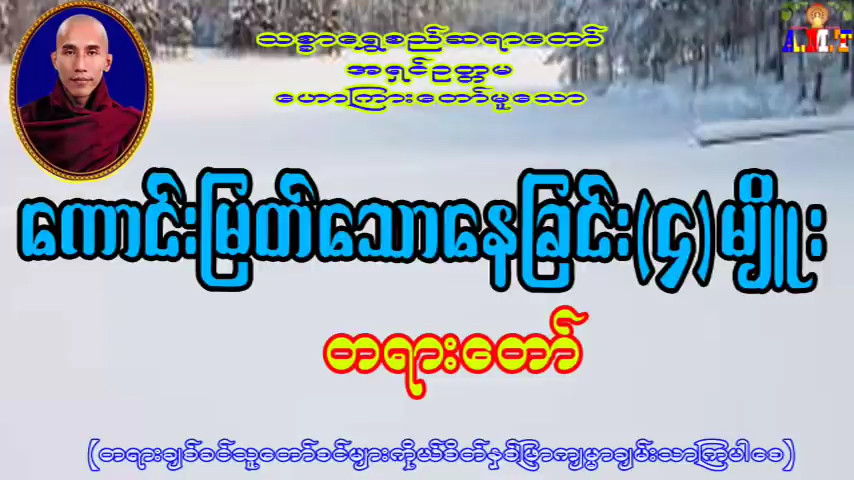 သစ္စာရွှေစည်ဆရာတော်
အရှင်ဥတ္တမ
ဟောကြားတော်မူသော
ကောင်းမြတ်သောနေခြင်း(၄)မျိုး
တရားတော်
(တရားချစ်ခင်သူတော်စင်များကိုယ်စိတ်နှစ်ဖြာကျမ္မာချမ်းသာကြပါစေ)
AMT